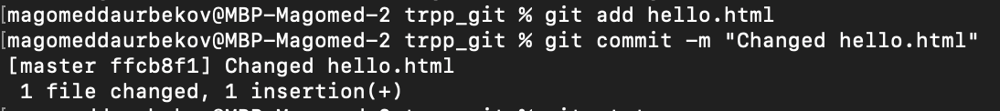 [magomeddaurbekov@MBP-Magomed-2 trpp_git % git add hello.html
[magomeddaurbekov@MBP-Magomed-2 trpp_git % git commit -m "Changed hello.html"
[master ffcb8f1] Changed hello.html
1 file changed, 1 insertion(+)